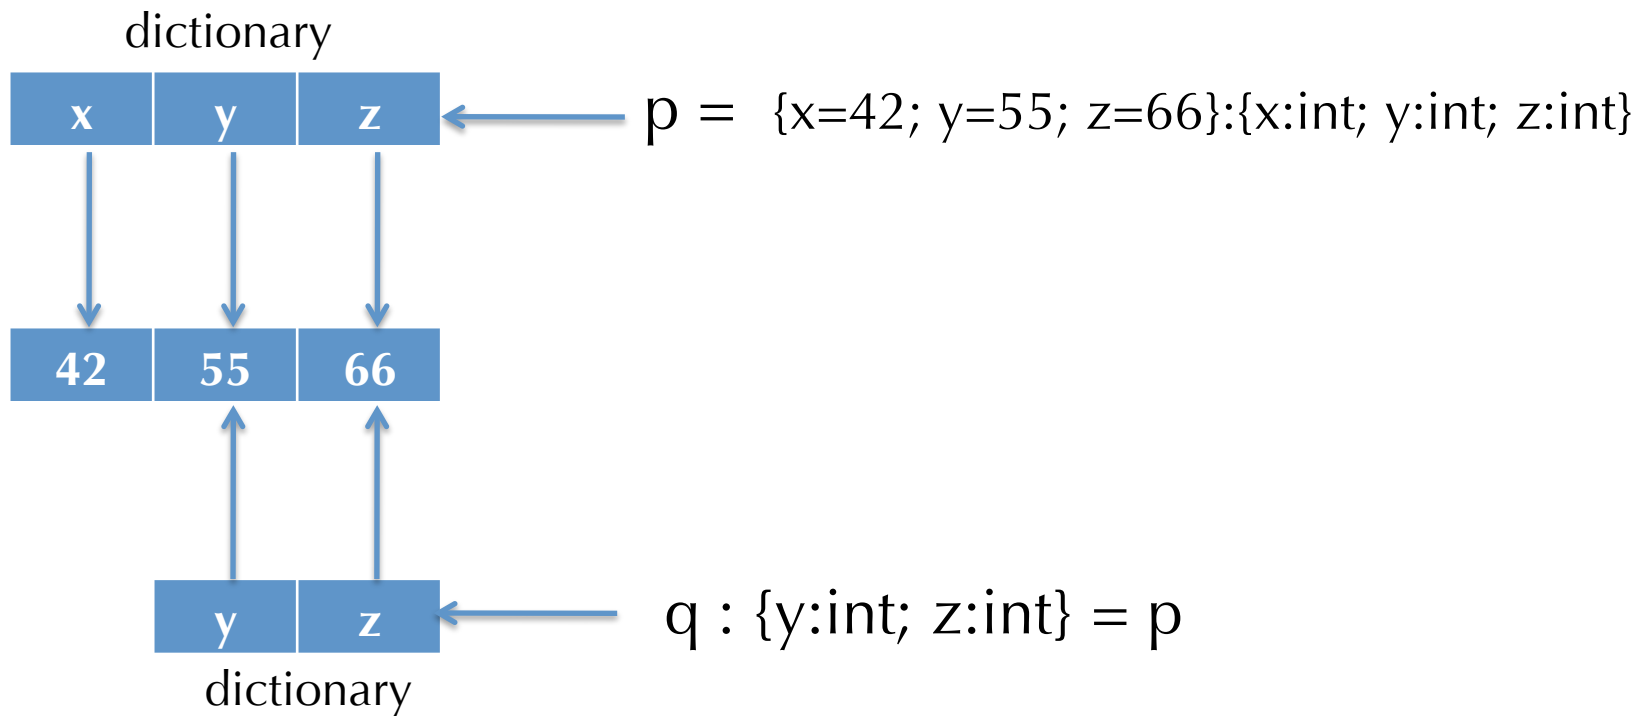 dictionary
x y z
p = {x=42; y=55; z=66}:{x:int; y:int; z:int}
42 55 66
y z
q : {y:int; z:int} = p
dictionary